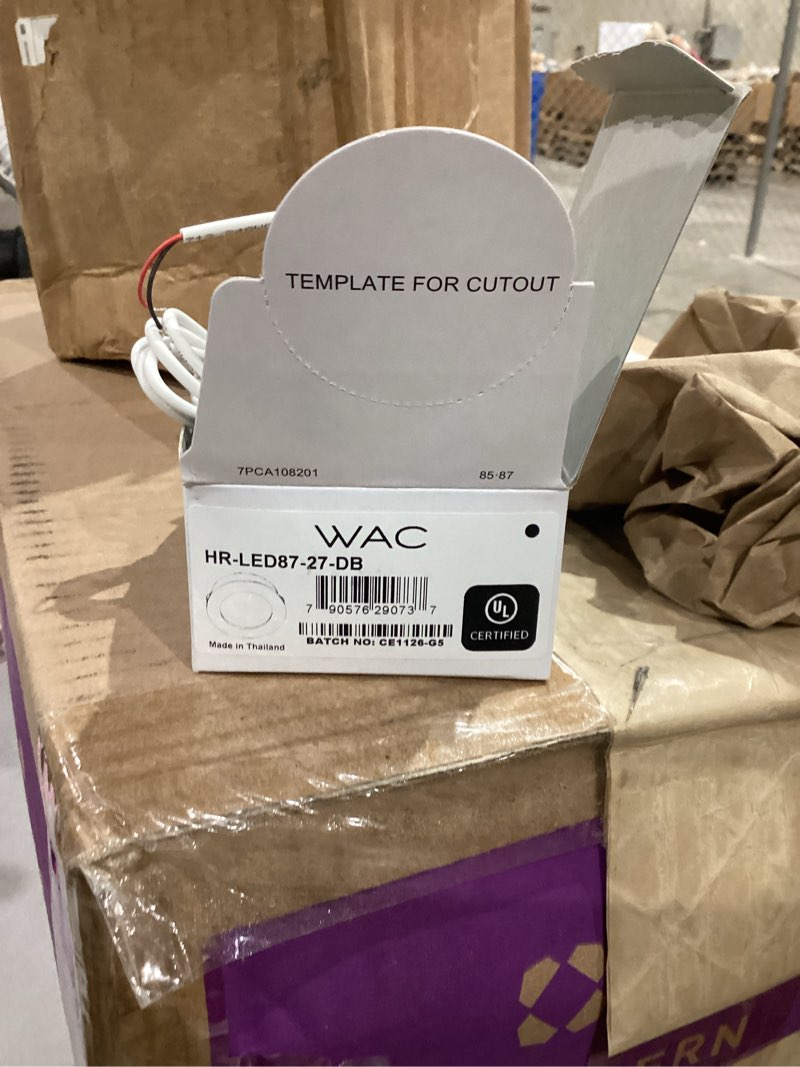 TEMPLATE FOR CUTOUT
7PCA108201 85-87
WAC
HR-LED87-27-DB
7 90576 29073 7
BATCH NO: CE1126-G5
Made in Thailand
UL
CERTIFIED
ERN